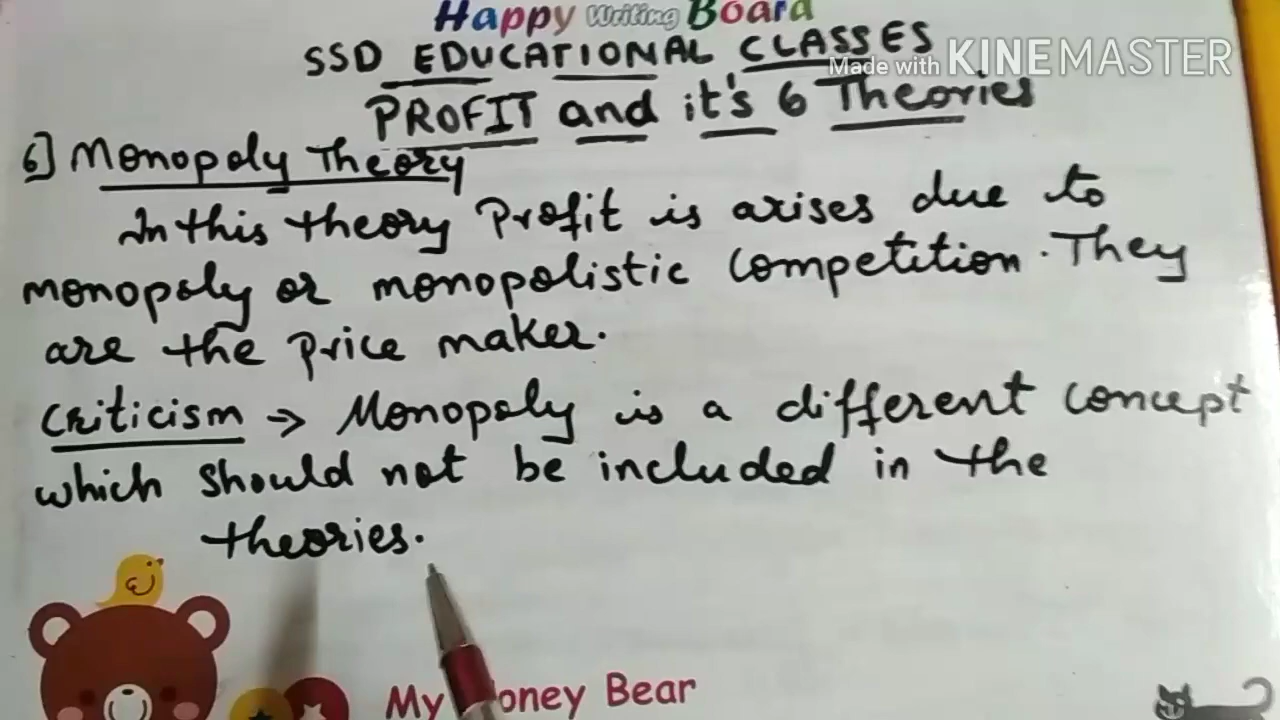 Happy Writing Board
SSD EDUCATIONAL CLASSES
Made with KINEMASTER
PROFIT and it's 6 Theories
6] Monopoly Theory
In this theory Profit is arises due to
monopoly or monopolistic competition. They
are the price maker.
Criticism → Monopoly is a different concept
which should not be included in the
theories.
My oney Bear